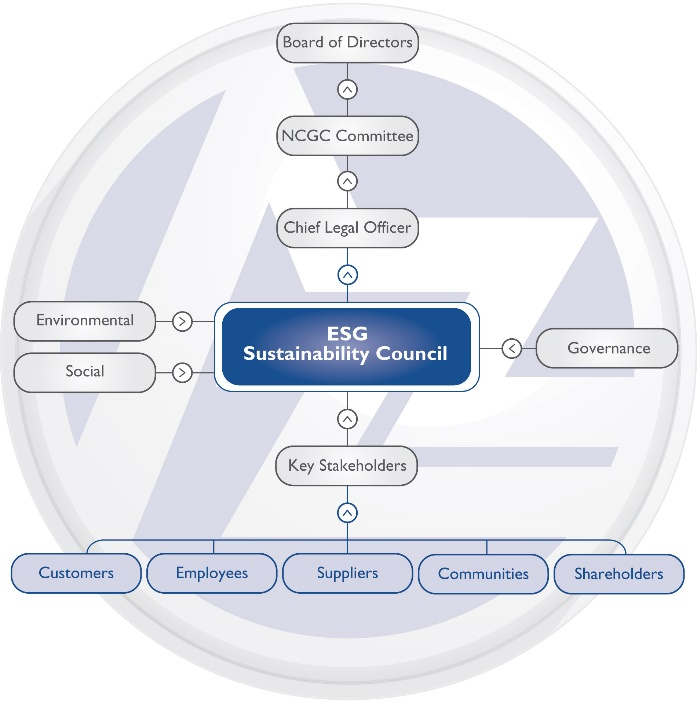 Board of Directors
NCGC Committee
Chief Legal Officer
Environmental
Social
ESG
Sustainability Council
Governance
Key Stakeholders
Customers
Employees
Suppliers
Communities
Shareholders